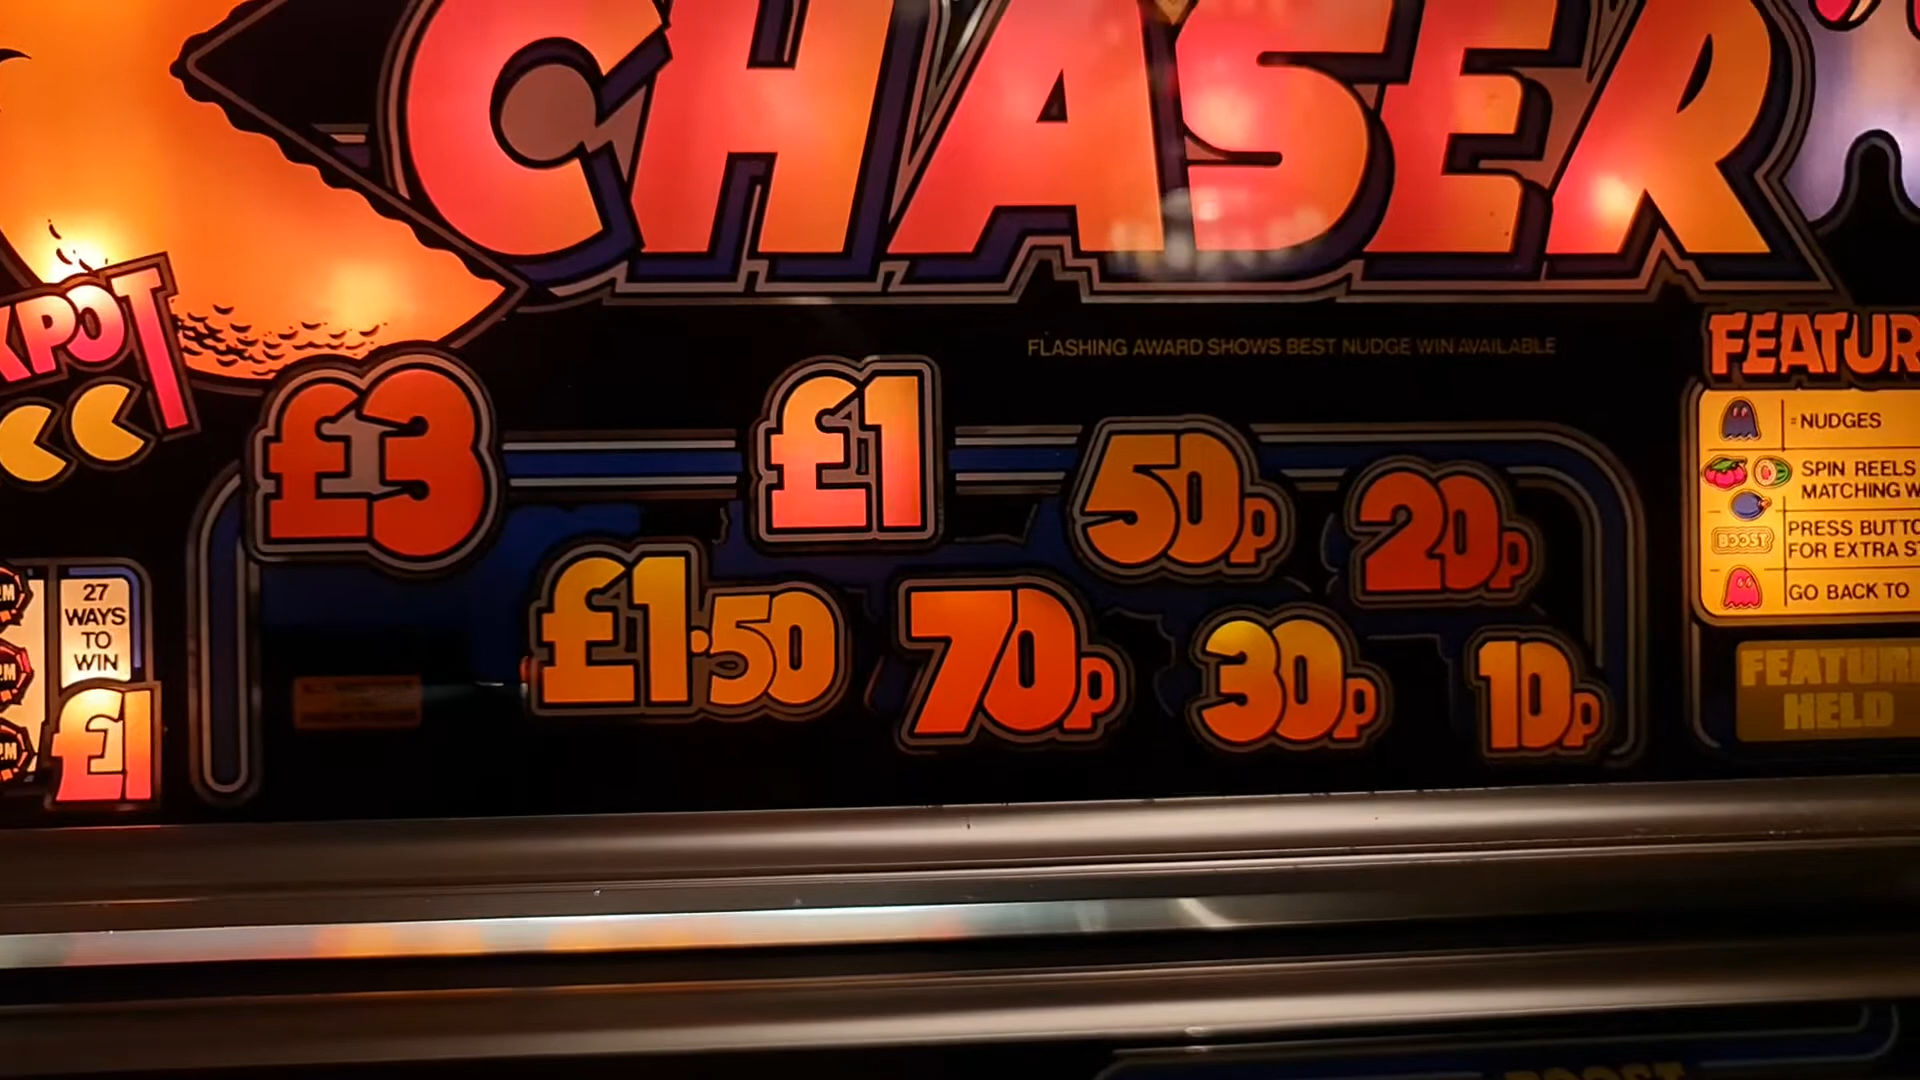 CHASER
KPOT
FLASHING AWARD SHOWS BEST NUDGE WIN AVAILABLE
£3
£1
50p
20p
£1·50
70p
30p
10p
27
WAYS
TO
WIN
£1
FEATUR
=NUDGES
SPIN REELS
MATCHING W
BOOST
PRESS BUTTO
FOR EXTRA ST
GO BACK TO
FEATURE
HELD